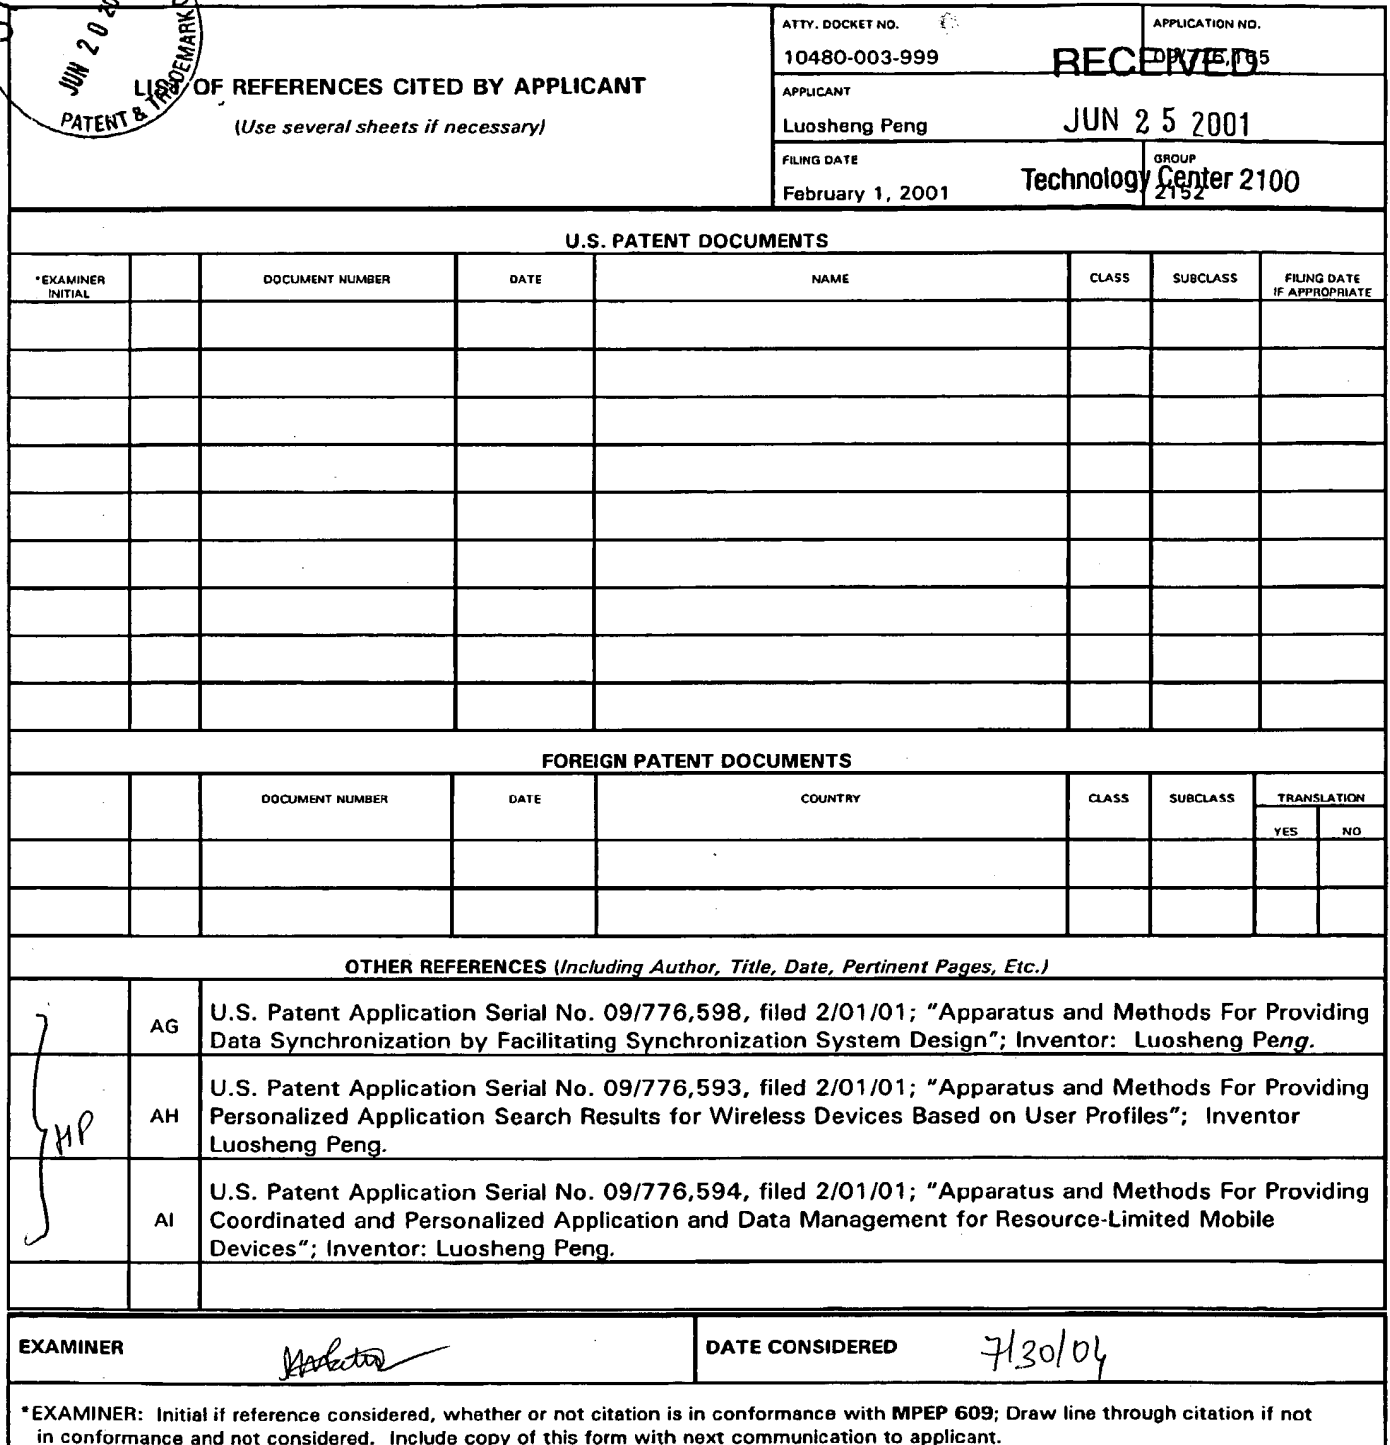 JUN 20
PATENT & TRADEMARK
LIST OF REFERENCES CITED BY APPLICANT
(Use several sheets if necessary)
ATTY. DOCKET NO.
10480-003-999
APPLICATION NO.
RECEIVED
APPLICANT
Luosheng Peng
JUN 25 2001
FILING DATE
February 1, 2001
GROUP
2152
Technology Center 2100
U.S. PATENT DOCUMENTS
*EXAMINER INITIAL DOCUMENT NUMBER DATE NAME CLASS SUBCLASS FILING DATE IF APPROPRIATE
FOREIGN PATENT DOCUMENTS
DOCUMENT NUMBER DATE COUNTRY CLASS SUBCLASS TRANSLATION
YES NO
OTHER REFERENCES (Including Author, Title, Date, Pertinent Pages, Etc.)
AG U.S. Patent Application Serial No. 09/776,598, filed 2/01/01; "Apparatus and Methods For Providing
Data Synchronization by Facilitating Synchronization System Design"; Inventor: Luosheng Peng.
HP
AH U.S. Patent Application Serial No. 09/776,593, filed 2/01/01; "Apparatus and Methods For Providing
Personalized Application Search Results for Wireless Devices Based on User Profiles"; Inventor
Luosheng Peng.
AI U.S. Patent Application Serial No. 09/776,594, filed 2/01/01; "Apparatus and Methods For Providing
Coordinated and Personalized Application and Data Management for Resource-Limited Mobile
Devices"; Inventor: Luosheng Peng.
EXAMINER
DATE CONSIDERED 7/30/04
*EXAMINER: Initial if reference considered, whether or not citation is in conformance with MPEP 609; Draw line through citation if not
in conformance and not considered. Include copy of this form with next communication to applicant.